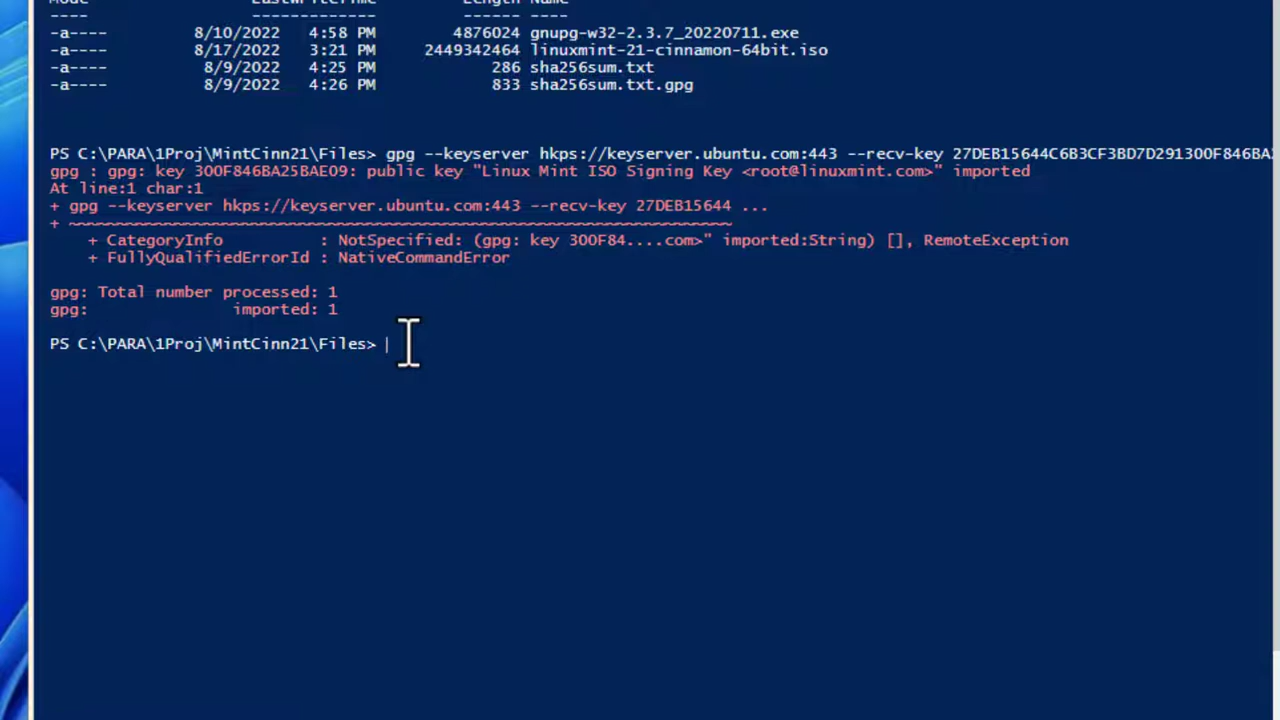 Mode LastWriteTime Length Name
---- ------------- ------ ----
-a---- 8/10/2022 4:58 PM 4876024 gnupg-w32-2.3.7_20220711.exe
-a---- 8/17/2022 3:21 PM 2449342464 linuxmint-21-cinnamon-64bit.iso
-a---- 8/9/2022 4:25 PM 286 sha256sum.txt
-a---- 8/9/2022 4:26 PM 833 sha256sum.txt.gpg
PS C:\PARA\1Proj\MintCinn21\Files> gpg --keyserver hkps://keyserver.ubuntu.com:443 --recv-key 27DEB15644C6B3CF3BD7D291300F846BA
gpg : gpg: key 300F846BA25BAE09: public key "Linux Mint ISO Signing Key <root@linuxmint.com>" imported
At line:1 char:1
+ gpg --keyserver hkps://keyserver.ubuntu.com:443 --recv-key 27DEB15644 ...
+ ~~~~~~~~~~~~~~~~~~~~~~~~~~~~~~~~~~~~~~~~~~~~~~~~~~~~~~~~~~~~~~~~~~~~~
+ CategoryInfo : NotSpecified: (gpg: key 300F84....com>" imported:String) [], RemoteException
+ FullyQualifiedErrorId : NativeCommandError
gpg: Total number processed: 1
gpg: imported: 1
PS C:\PARA\1Proj\MintCinn21\Files>